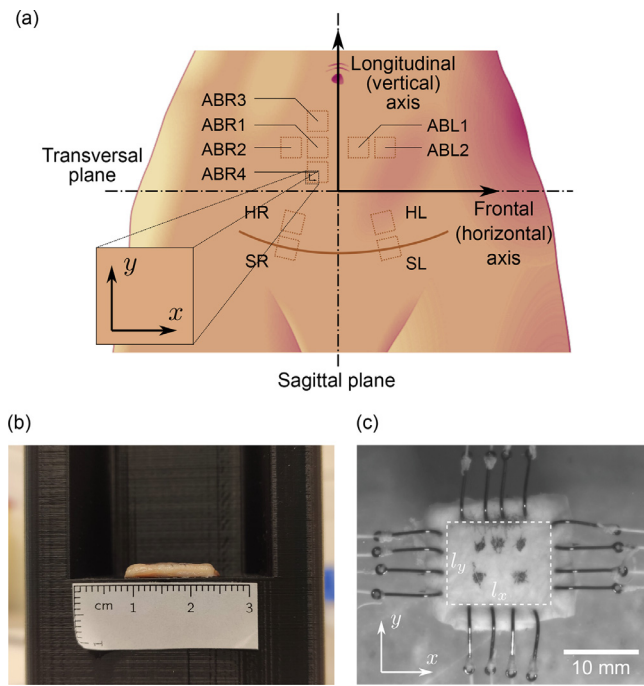 (a)
Longitudinal
(vertical)
axis
ABR3
ABR1
ABR2
ABR4
ABL1
ABL2
Transversal
plane
HR
HL
Frontal
(horizontal)
axis
SR
SL
y
x
Sagittal plane
(b)
cm 1 2 3
1
(c)
l_y
l_x
y
x
10 mm